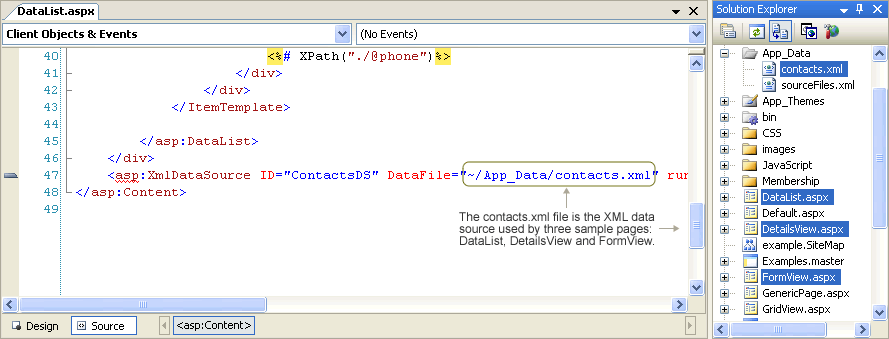 DataList.aspx
Client Objects & Events
(No Events)
40 <%# XPath("./@phone")%>
41 </div>
42 </div>
43 </ItemTemplate>
44
45 </asp:DataList>
46 </div>
47 <asp:XmlDataSource ID="ContactsDS" DataFile="~/App_Data/contacts.xml" run
48 </asp:Content>
49
The contacts.xml file is the XML data
source used by three sample pages:
DataList, DetailsView and FormView.
Design
Source
<asp:Content>
Solution Explorer
App_Data
contacts.xml
sourceFiles.xml
App_Themes
bin
CSS
images
JavaScript
Membership
DataList.aspx
Default.aspx
DetailsView.aspx
example.SiteMap
Examples.master
FormView.aspx
GenericPage.aspx
GridView.aspx